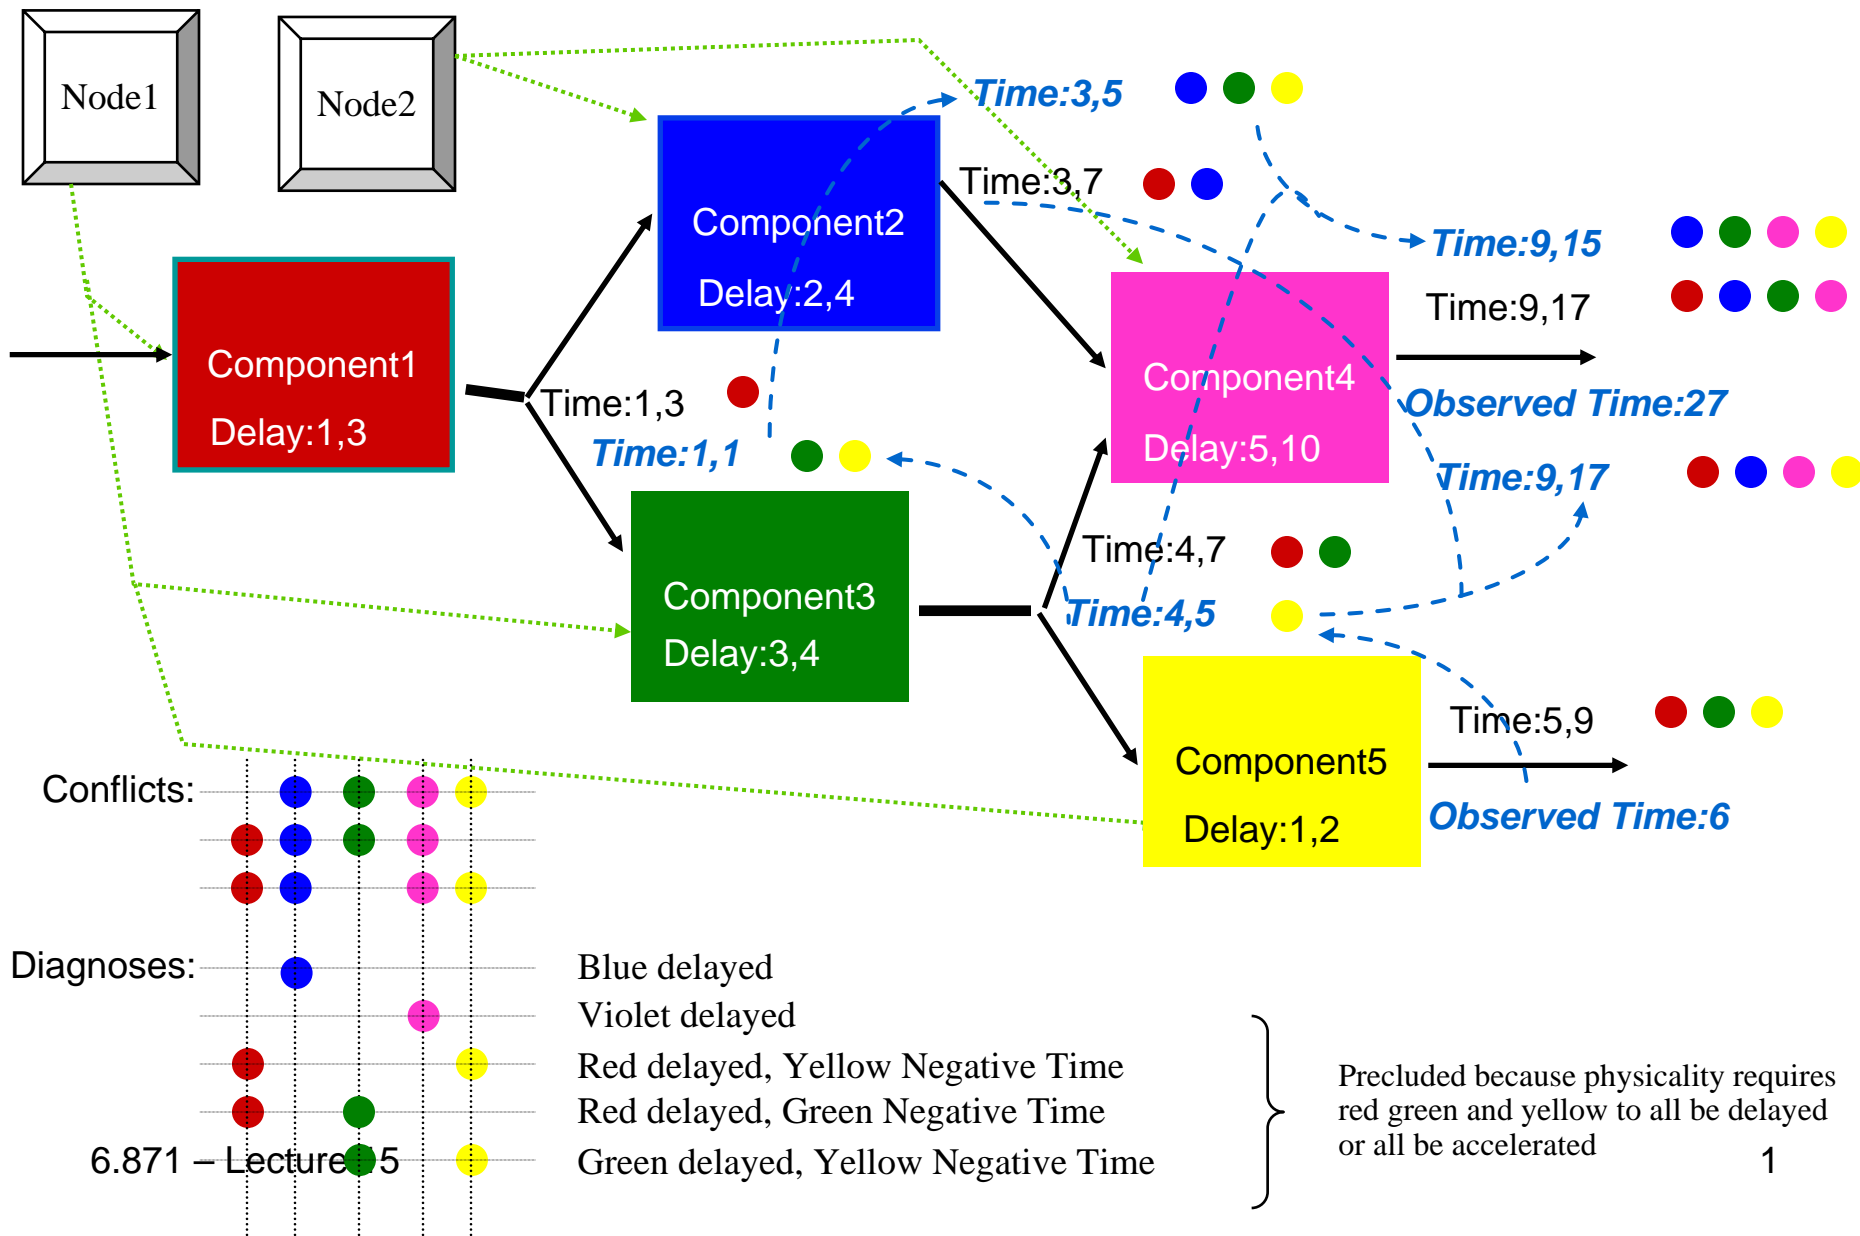 Node1
Node2
Time:3,5
Time:3,7
Component2
Delay:2,4
Time:9,15
Time:9,17
Component1
Delay:1,3
Time:1,3
Time:1,1
Component4
Delay:5,10
Observed Time:27
Time:9,17
Time:4,7
Time:4,5
Component3
Delay:3,4
Time:5,9
Component5
Delay:1,2
Observed Time:6
Conflicts:
Diagnoses:
Blue delayed
Violet delayed
Red delayed, Yellow Negative Time
Red delayed, Green Negative Time
Green delayed, Yellow Negative Time
Precluded because physicality requires
red green and yellow to all be delayed
or all be accelerated
6.871 – Lecture 15
1